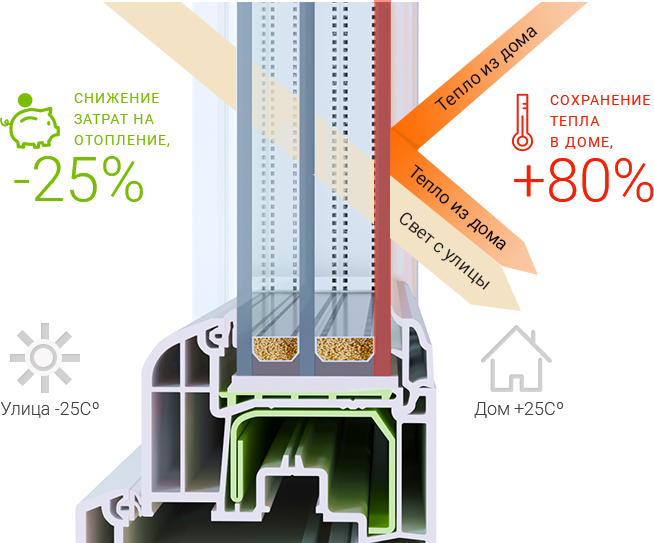 СНИЖЕНИЕ
ЗАТРАТ НА
ОТОПЛЕНИЕ,
-25%
Тепло из дома
СОХРАНЕНИЕ
ТЕПЛА
В ДОМЕ,
+80%
Тепло из дома
Свет с улицы
Улица -25Сº
Дом +25Сº